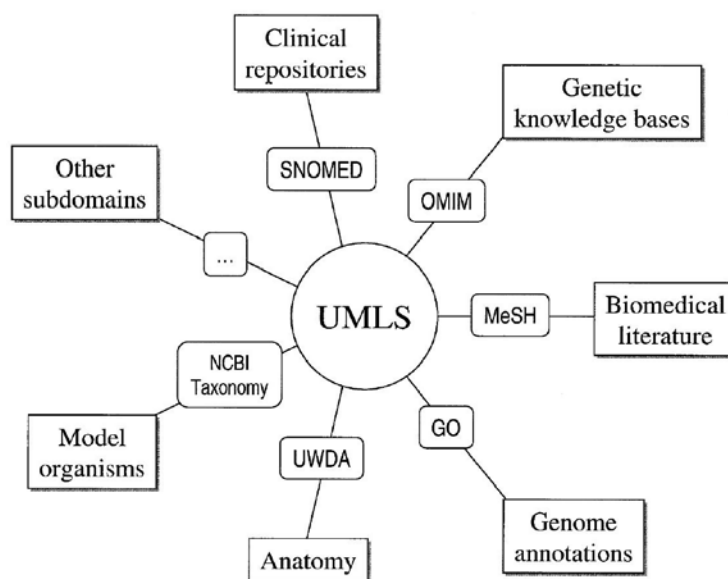 Clinical
repositories
Genetic
knowledge bases
SNOMED
OMIM
Other
subdomains
...
UMLS
MeSH
Biomedical
literature
NCBI
Taxonomy
Model
organisms
UWDA
GO
Anatomy
Genome
annotations